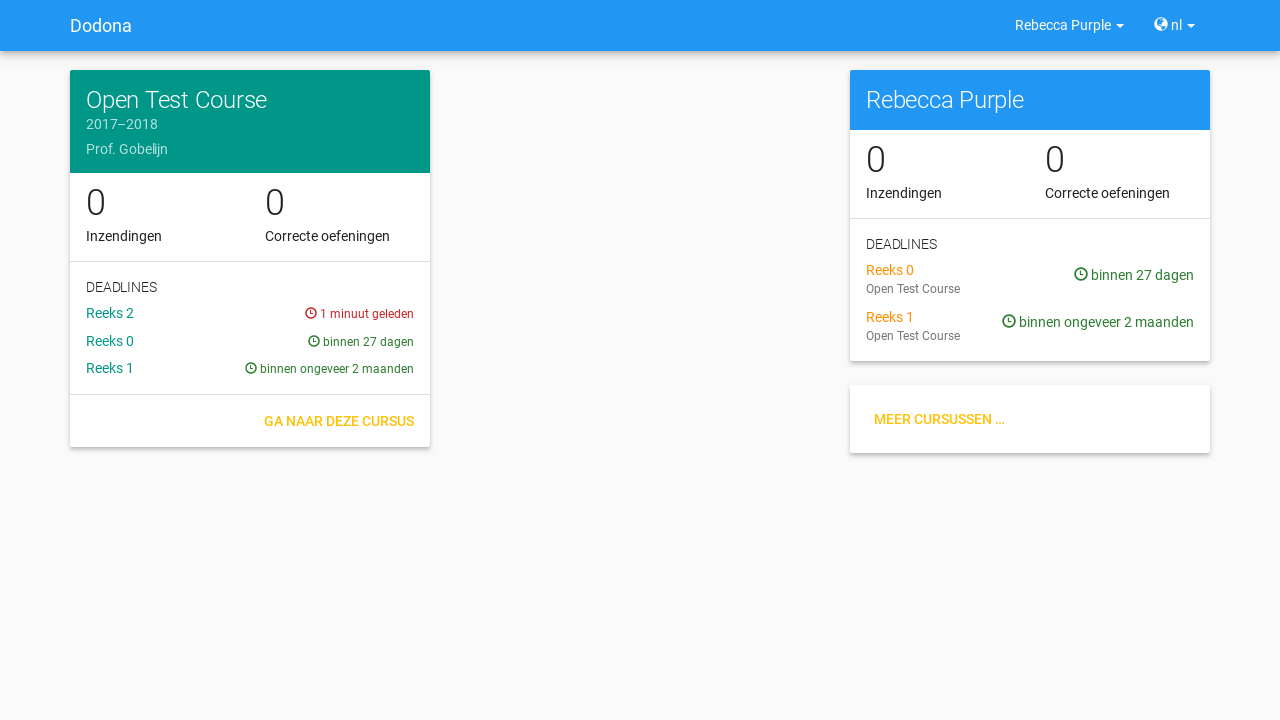 Dodona
Rebecca Purple
nl
Open Test Course
2017–2018
Prof. Gobelijn
0
Inzendingen
0
Correcte oefeningen
DEADLINES
Reeks 2
1 minuut geleden
Reeks 0
binnen 27 dagen
Reeks 1
binnen ongeveer 2 maanden
GA NAAR DEZE CURSUS
Rebecca Purple
0
Inzendingen
0
Correcte oefeningen
DEADLINES
Reeks 0
Open Test Course
binnen 27 dagen
Reeks 1
Open Test Course
binnen ongeveer 2 maanden
MEER CURSUSSEN ...